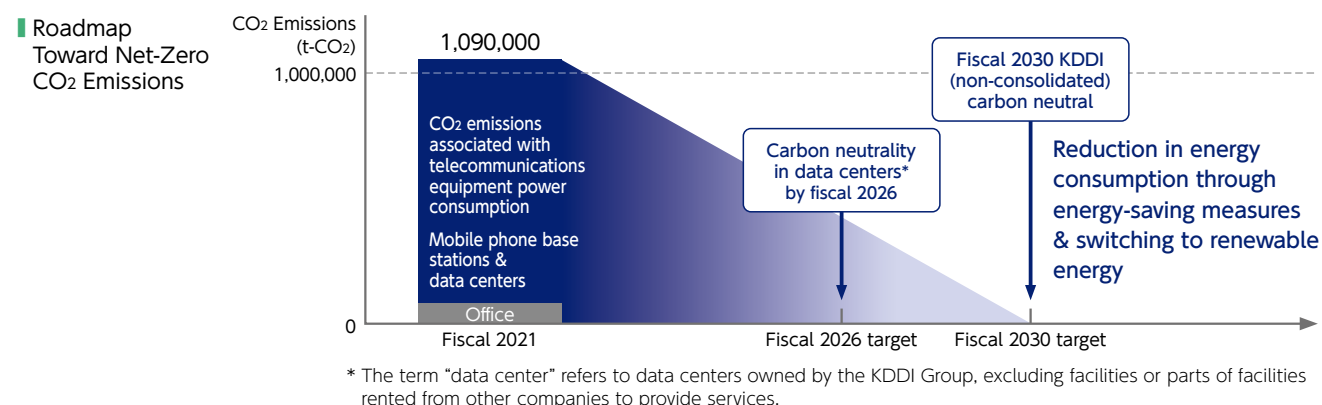 Roadmap
Toward Net-Zero
CO2 Emissions
CO2 Emissions
(t-CO2)
1,090,000
1,000,000
0
CO2 emissions
associated with
telecommunications
equipment power
consumption
Mobile phone base
stations &
data centers
Office
Carbon neutrality
in data centers*
by fiscal 2026
Fiscal 2030 KDDI
(non-consolidated)
carbon neutral
Reduction in energy
consumption through
energy-saving measures
& switching to renewable
energy
Fiscal 2021
Fiscal 2026 target
Fiscal 2030 target
* The term “data center” refers to data centers owned by the KDDI Group, excluding facilities or parts of facilities
rented from other companies to provide services.